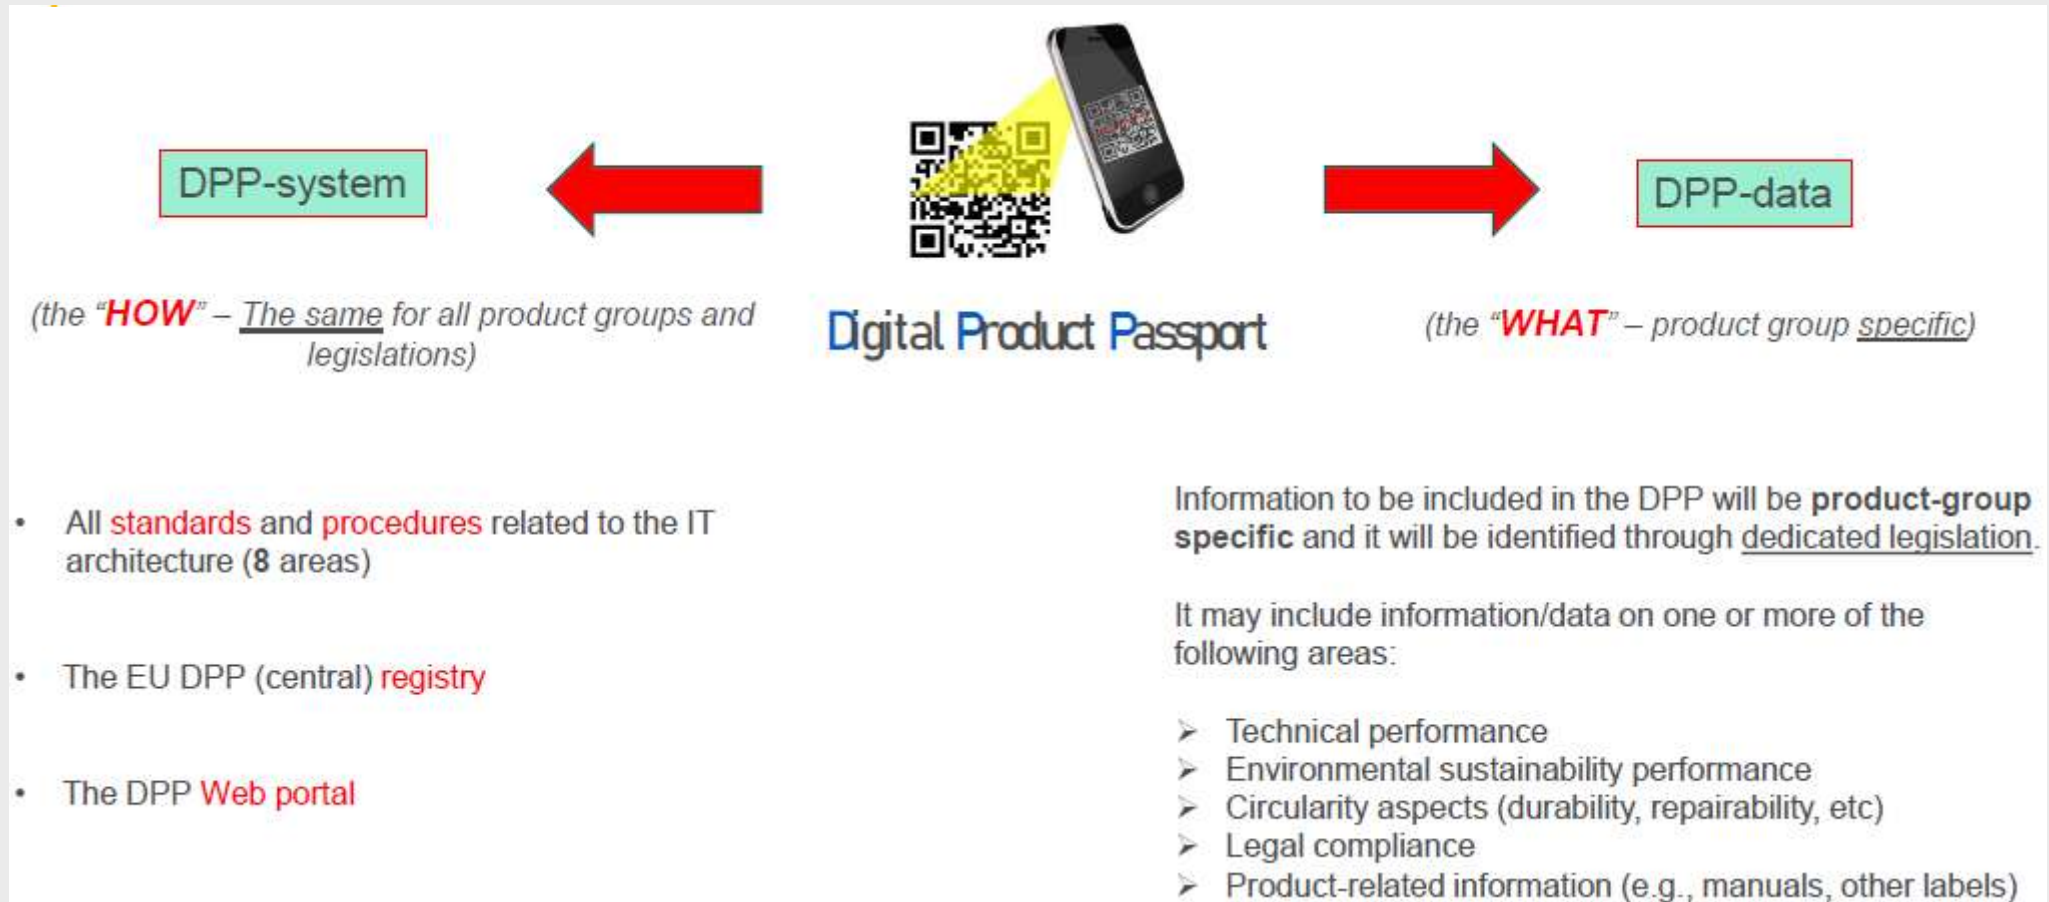 DPP-system
(the "HOW" – The same for all product groups and
legislations)
• All standards and procedures related to the IT
architecture (8 areas)
• The EU DPP (central) registry
• The DPP Web portal
Digital Product Passport
DPP-data
(the "WHAT" – product group specific)
Information to be included in the DPP will be product-group
specific and it will be identified through dedicated legislation.
It may include information/data on one or more of the
following areas:
➢ Technical performance
➢ Environmental sustainability performance
➢ Circularity aspects (durability, repairability, etc)
➢ Legal compliance
➢ Product-related information (e.g., manuals, other labels)